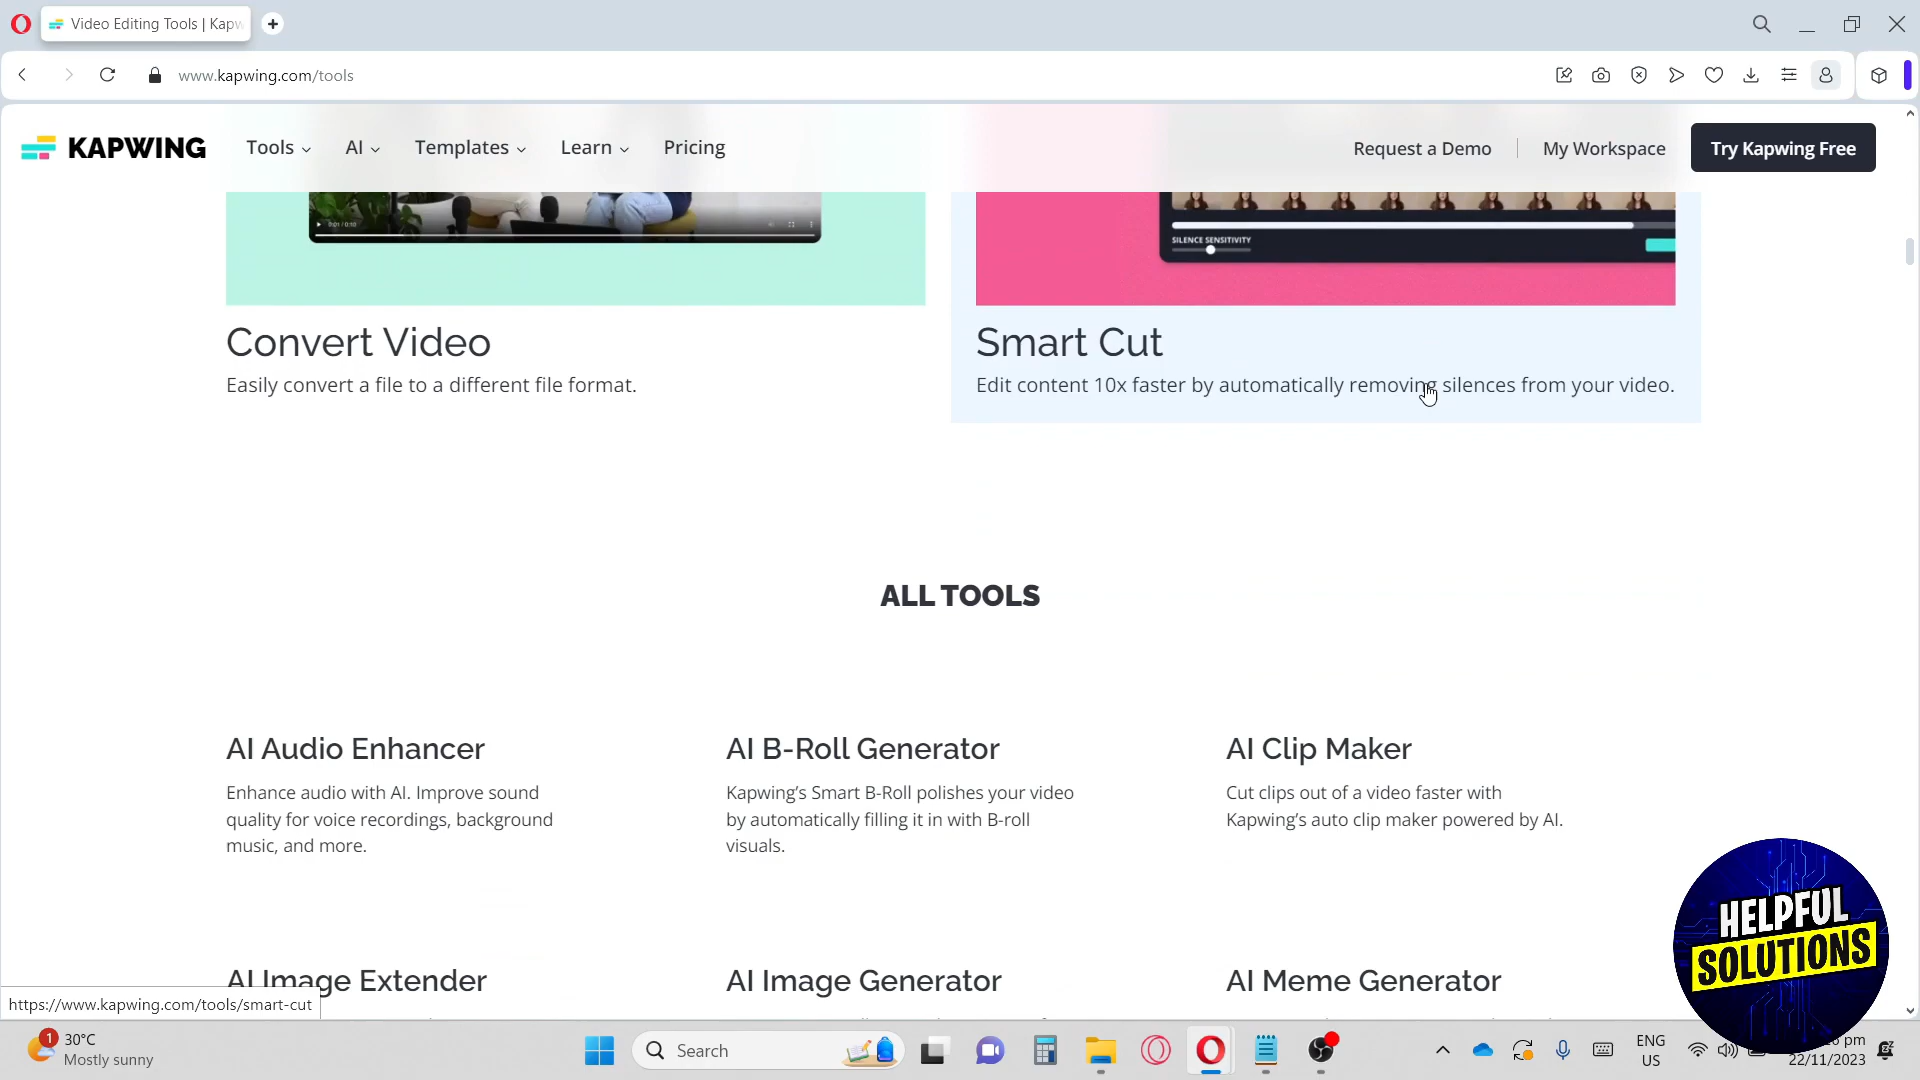 Video Editing Tools | Kapw
www.kapwing.com/tools
KAPWING
Tools
AI
Templates
Learn
Pricing
Request a Demo
My Workspace
Try Kapwing Free
0:01 / 0:10
SILENCE SENSITIVITY
Convert Video
Easily convert a file to a different file format.
Smart Cut
Edit content 10x faster by automatically removing silences from your video.
ALL TOOLS
AI Audio Enhancer
Enhance audio with AI. Improve sound
quality for voice recordings, background
music, and more.
AI B-Roll Generator
Kapwing’s Smart B-Roll polishes your video
by automatically filling it in with B-roll
visuals.
AI Clip Maker
Cut clips out of a video faster with
Kapwing’s auto clip maker powered by AI.
AI Image Extender
AI Image Generator
AI Meme Generator
https://www.kapwing.com/tools/smart-cut
HELPFUL
SOLUTIONS
1
30°C
Mostly sunny
Search
ENG
US
pm
22/11/2023